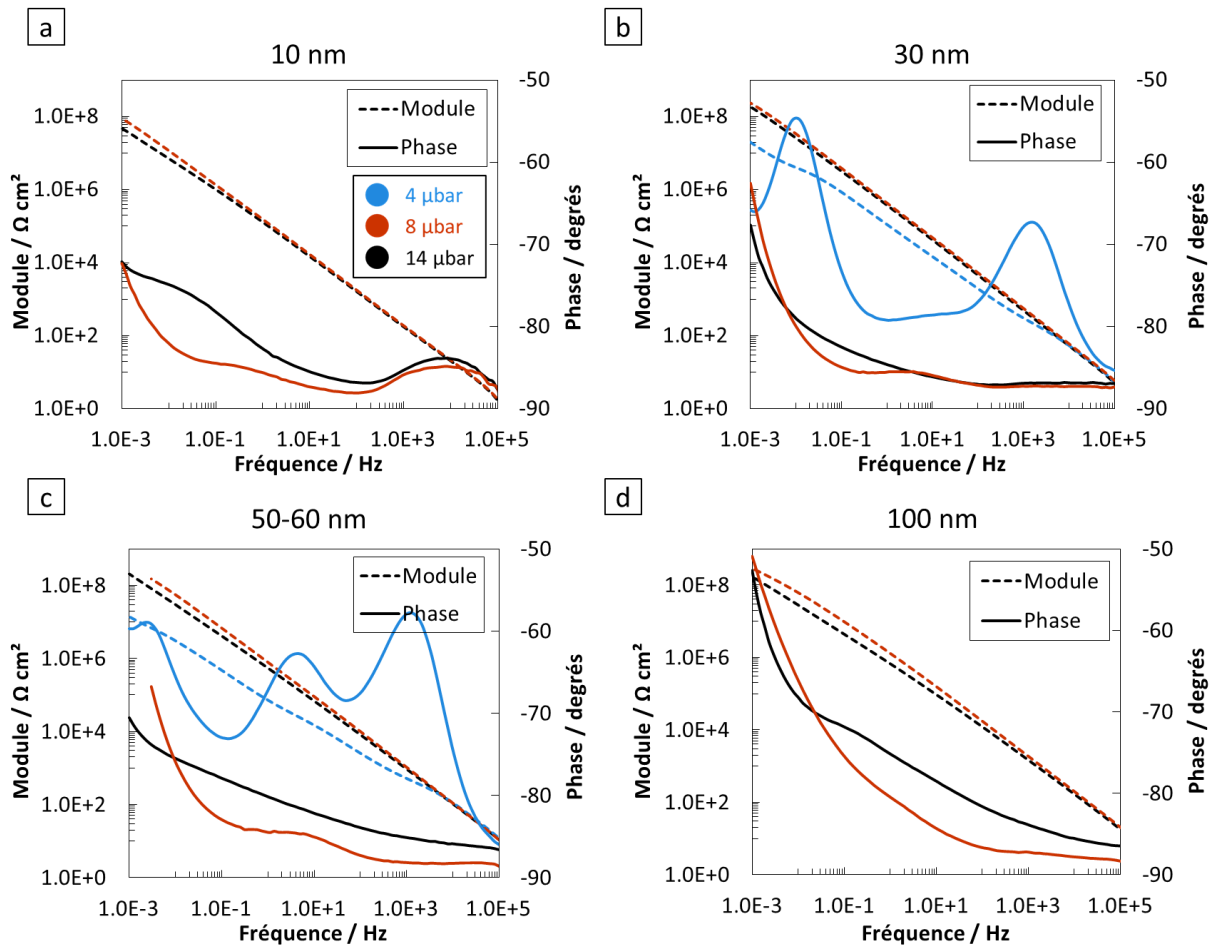 a
10 nm
Module / Ω cm²
1.0E+8
1.0E+6
1.0E+4
1.0E+2
1.0E+0
Module
Phase
4 μbar
8 μbar
14 μbar
-50
-60
-70
-80
-90
Phase / degrés
1.0E-3 1.0E-1 1.0E+1 1.0E+3 1.0E+5
Fréquence / Hz
b
30 nm
Module / Ω cm²
1.0E+8
1.0E+6
1.0E+4
1.0E+2
1.0E+0
Module
Phase
-50
-60
-70
-80
-90
Phase / degrés
1.0E-3 1.0E-1 1.0E+1 1.0E+3 1.0E+5
Fréquence / Hz
c
50-60 nm
Module / Ω cm²
1.0E+8
1.0E+6
1.0E+4
1.0E+2
1.0E+0
Module
Phase
-50
-60
-70
-80
-90
Phase / degrés
1.0E-3 1.0E-1 1.0E+1 1.0E+3 1.0E+5
Fréquence / Hz
d
100 nm
Module / Ω cm²
1.0E+8
1.0E+6
1.0E+4
1.0E+2
1.0E+0
Module
Phase
-50
-60
-70
-80
-90
Phase / degrés
1.0E-3 1.0E-1 1.0E+1 1.0E+3 1.0E+5
Fréquence / Hz